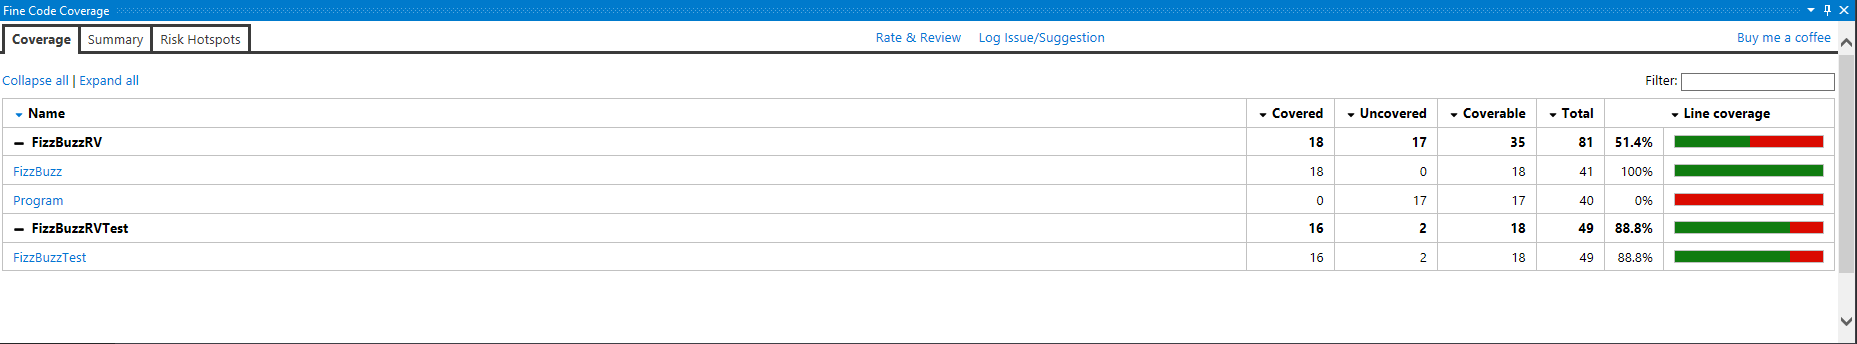 Fine Code Coverage
Coverage Summary Risk Hotspots Rate & Review Log Issue/Suggestion Buy me a coffee
Collapse all | Expand all Filter:
Name Covered Uncovered Coverable Total Line coverage
FizzBuzzRV 18 17 35 81 51.4%
FizzBuzz 18 0 18 41 100%
Program 0 17 17 40 0%
FizzBuzzRVTest 16 2 18 49 88.8%
FizzBuzzTest 16 2 18 49 88.8%